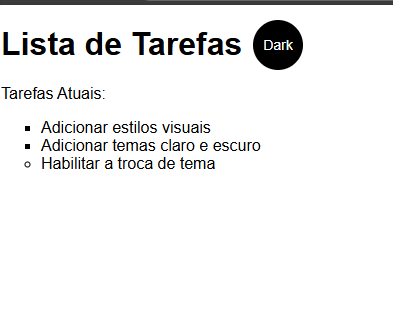 Lista de Tarefas Dark
Tarefas Atuais:
Adicionar estilos visuais
Adicionar temas claro e escuro
Habilitar a troca de tema